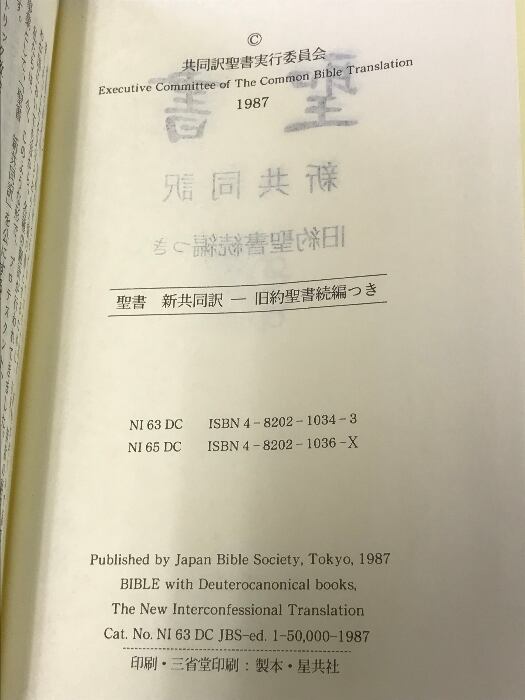 ©
共同訳聖書実行委員会
Executive Committee of The Common Bible Translation
1987
聖書 新共同訳 ― 旧約聖書続編つき
NI 63 DC ISBN 4-8202-1034-3
NI 65 DC ISBN 4-8202-1036-X
Published by Japan Bible Society, Tokyo, 1987
BIBLE with Deuterocanonical books,
The New Interconfessional Translation
Cat. No. NI 63 DC JBS-ed. 1-50,000-1987
印刷・三省堂印刷：製本・星共社